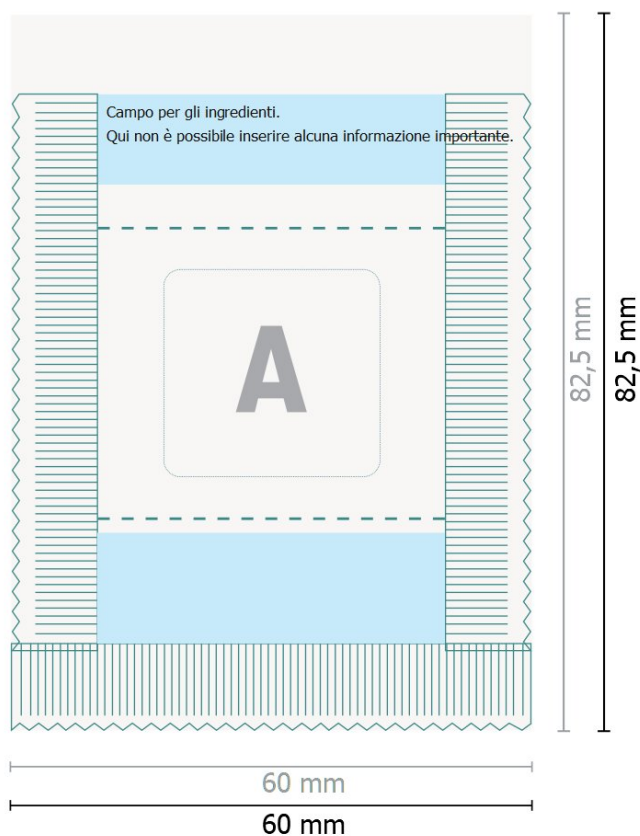 Campo per gli ingredienti.
Qui non è possibile inserire alcuna informazione importante.
A
82,5 mm
82,5 mm
60 mm
60 mm